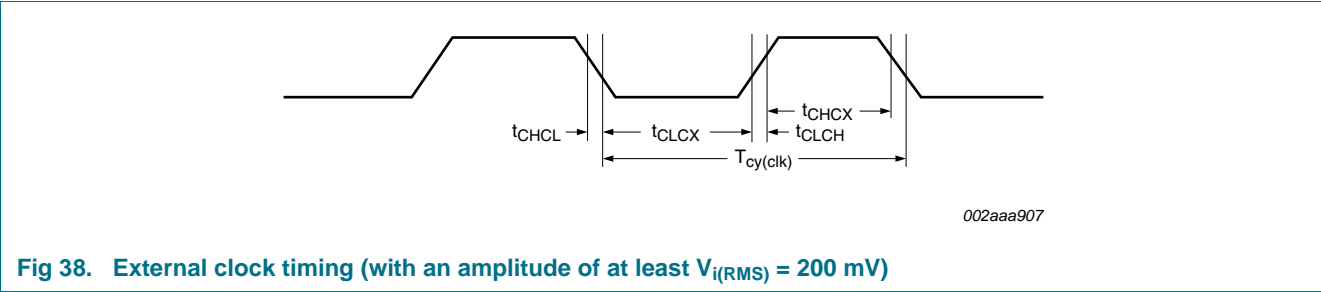 tCHCX
tCHCL tCLCX tCLCH
Tcy(clk)
002aaa907
Fig 38. External clock timing (with an amplitude of at least Vi(RMS) = 200 mV)